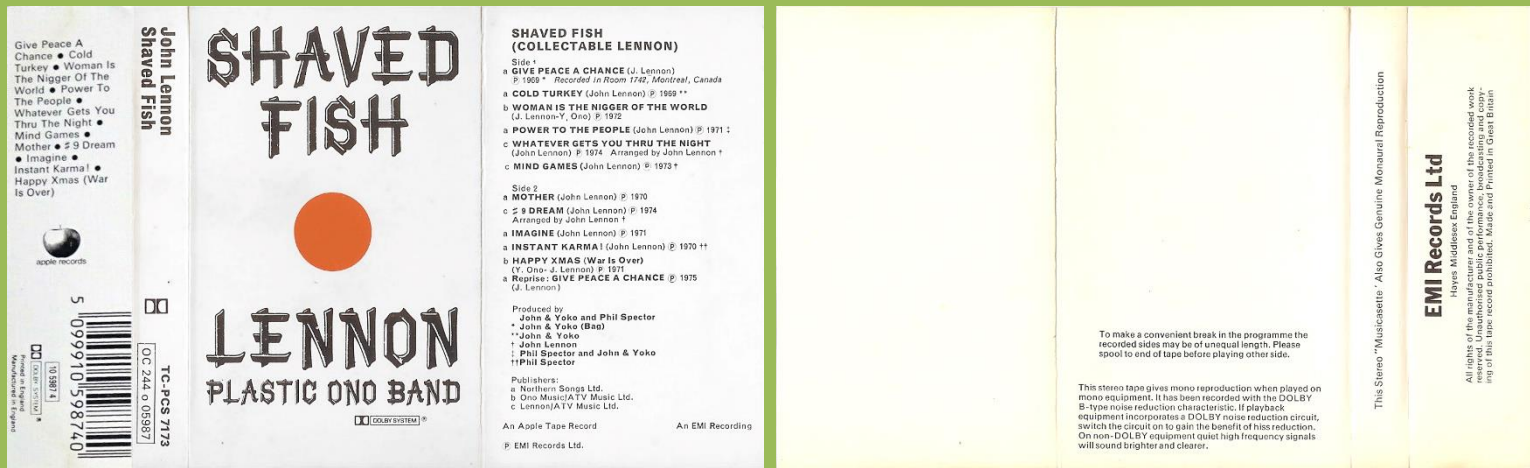 Give Peace A
Chance ● Cold
Turkey ● Woman Is
The Nigger Of The
World ● Power To
The People ●
Whatever Gets You
Thru The Night ●
Mind Games ●
Mother ● ♯ 9 Dream
● Imagine ●
Instant Karma! ●
Happy Xmas (War
Is Over)
apple records
5 099910 598740
10 5987 4
DOLBY SYSTEM ®
Printed in England
Manufactured in England
John Lennon
Shaved Fish
TC-PCS 7173
OC 244 o 05987
SHAVED
FISH
LENNON
PLASTIC ONO BAND
DOLBY SYSTEM ®
SHAVED FISH
(COLLECTABLE LENNON)
Side 1
a GIVE PEACE A CHANCE (J. Lennon)
℗ 1969 * Recorded in Room 1742, Montreal, Canada
a COLD TURKEY (John Lennon) ℗ 1969 **
b WOMAN IS THE NIGGER OF THE WORLD
(J. Lennon-Y. Ono) ℗ 1972
a POWER TO THE PEOPLE (John Lennon) ℗ 1971 ‡
c WHATEVER GETS YOU THRU THE NIGHT
(John Lennon) ℗ 1974 Arranged by John Lennon †
c MIND GAMES (John Lennon) ℗ 1973 †
Side 2
a MOTHER (John Lennon) ℗ 1970
c ♯ 9 DREAM (John Lennon) ℗ 1974
Arranged by John Lennon †
a IMAGINE (John Lennon) ℗ 1971
a INSTANT KARMA! (John Lennon) ℗ 1970 ††
b HAPPY XMAS (War Is Over)
(Y. Ono- J. Lennon) ℗ 1971
a Reprise: GIVE PEACE A CHANCE ℗ 1975
(J. Lennon)
Produced by
John & Yoko and Phil Spector
* John & Yoko (Bag)
**John & Yoko
† John Lennon
‡ Phil Spector and John & Yoko
††Phil Spector
Publishers:
a Northern Songs Ltd.
b Ono Music/ATV Music Ltd.
c Lennon/ATV Music Ltd.
An Apple Tape Record An EMI Recording
℗ EMI Records Ltd.
To make a convenient break in the programme the
recorded sides may be of unequal length. Please
spool to end of tape before playing other side.
This stereo tape gives mono reproduction when played on
mono equipment. It has been recorded with the DOLBY
B-type noise reduction characteristic. If playback
equipment incorporates a DOLBY noise reduction circuit,
switch the circuit on to gain the benefit of hiss reduction.
On non-DOLBY equipment quiet high frequency signals
will sound brighter and clearer.
This Stereo "Musicasette ' Also Gives Genuine Monaural Reproduction
EMI Records Ltd
Hayes Middlesex England
All rights of the manufacturer and of the owner of the recorded work
reserved. Unauthorised public performance, broadcasting and copy-
ing of this tape record prohibited. Made and Printed in Great Britain